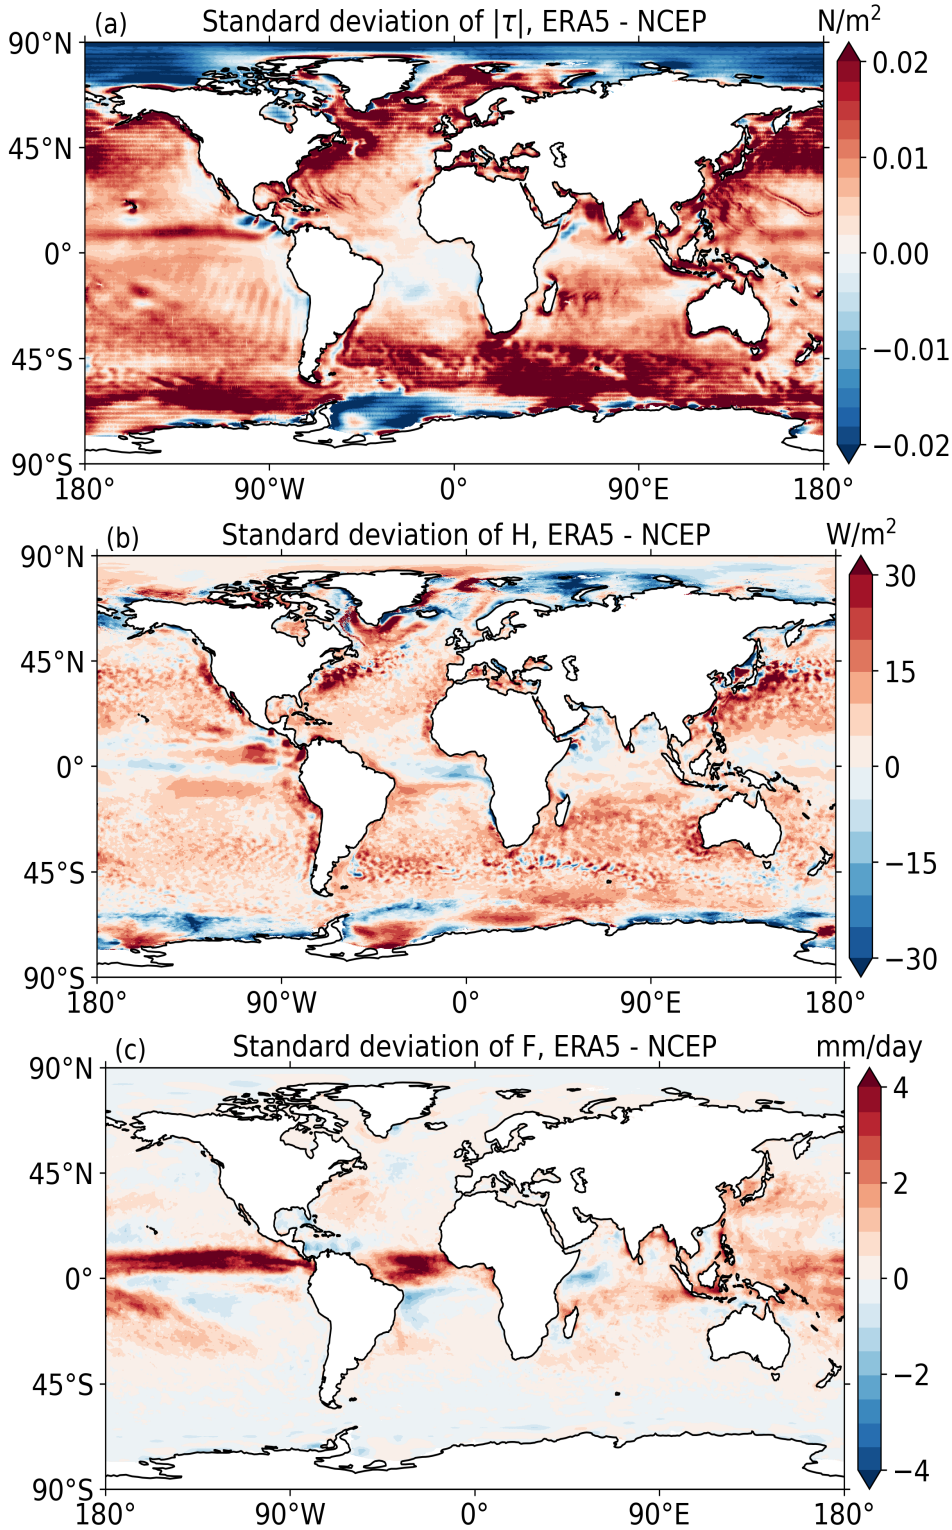 (a) Standard deviation of |τ|, ERA5 - NCEP N/m²
90°N
45°N
0°
45°S
90°S
180° 90°W 0° 90°E 180°
0.02
0.01
0.00
−0.01
−0.02
(b) Standard deviation of H, ERA5 - NCEP W/m²
90°N
45°N
0°
45°S
90°S
180° 90°W 0° 90°E 180°
30
15
0
−15
−30
(c) Standard deviation of F, ERA5 - NCEP mm/day
90°N
45°N
0°
45°S
90°S
180° 90°W 0° 90°E 180°
4
2
0
−2
−4